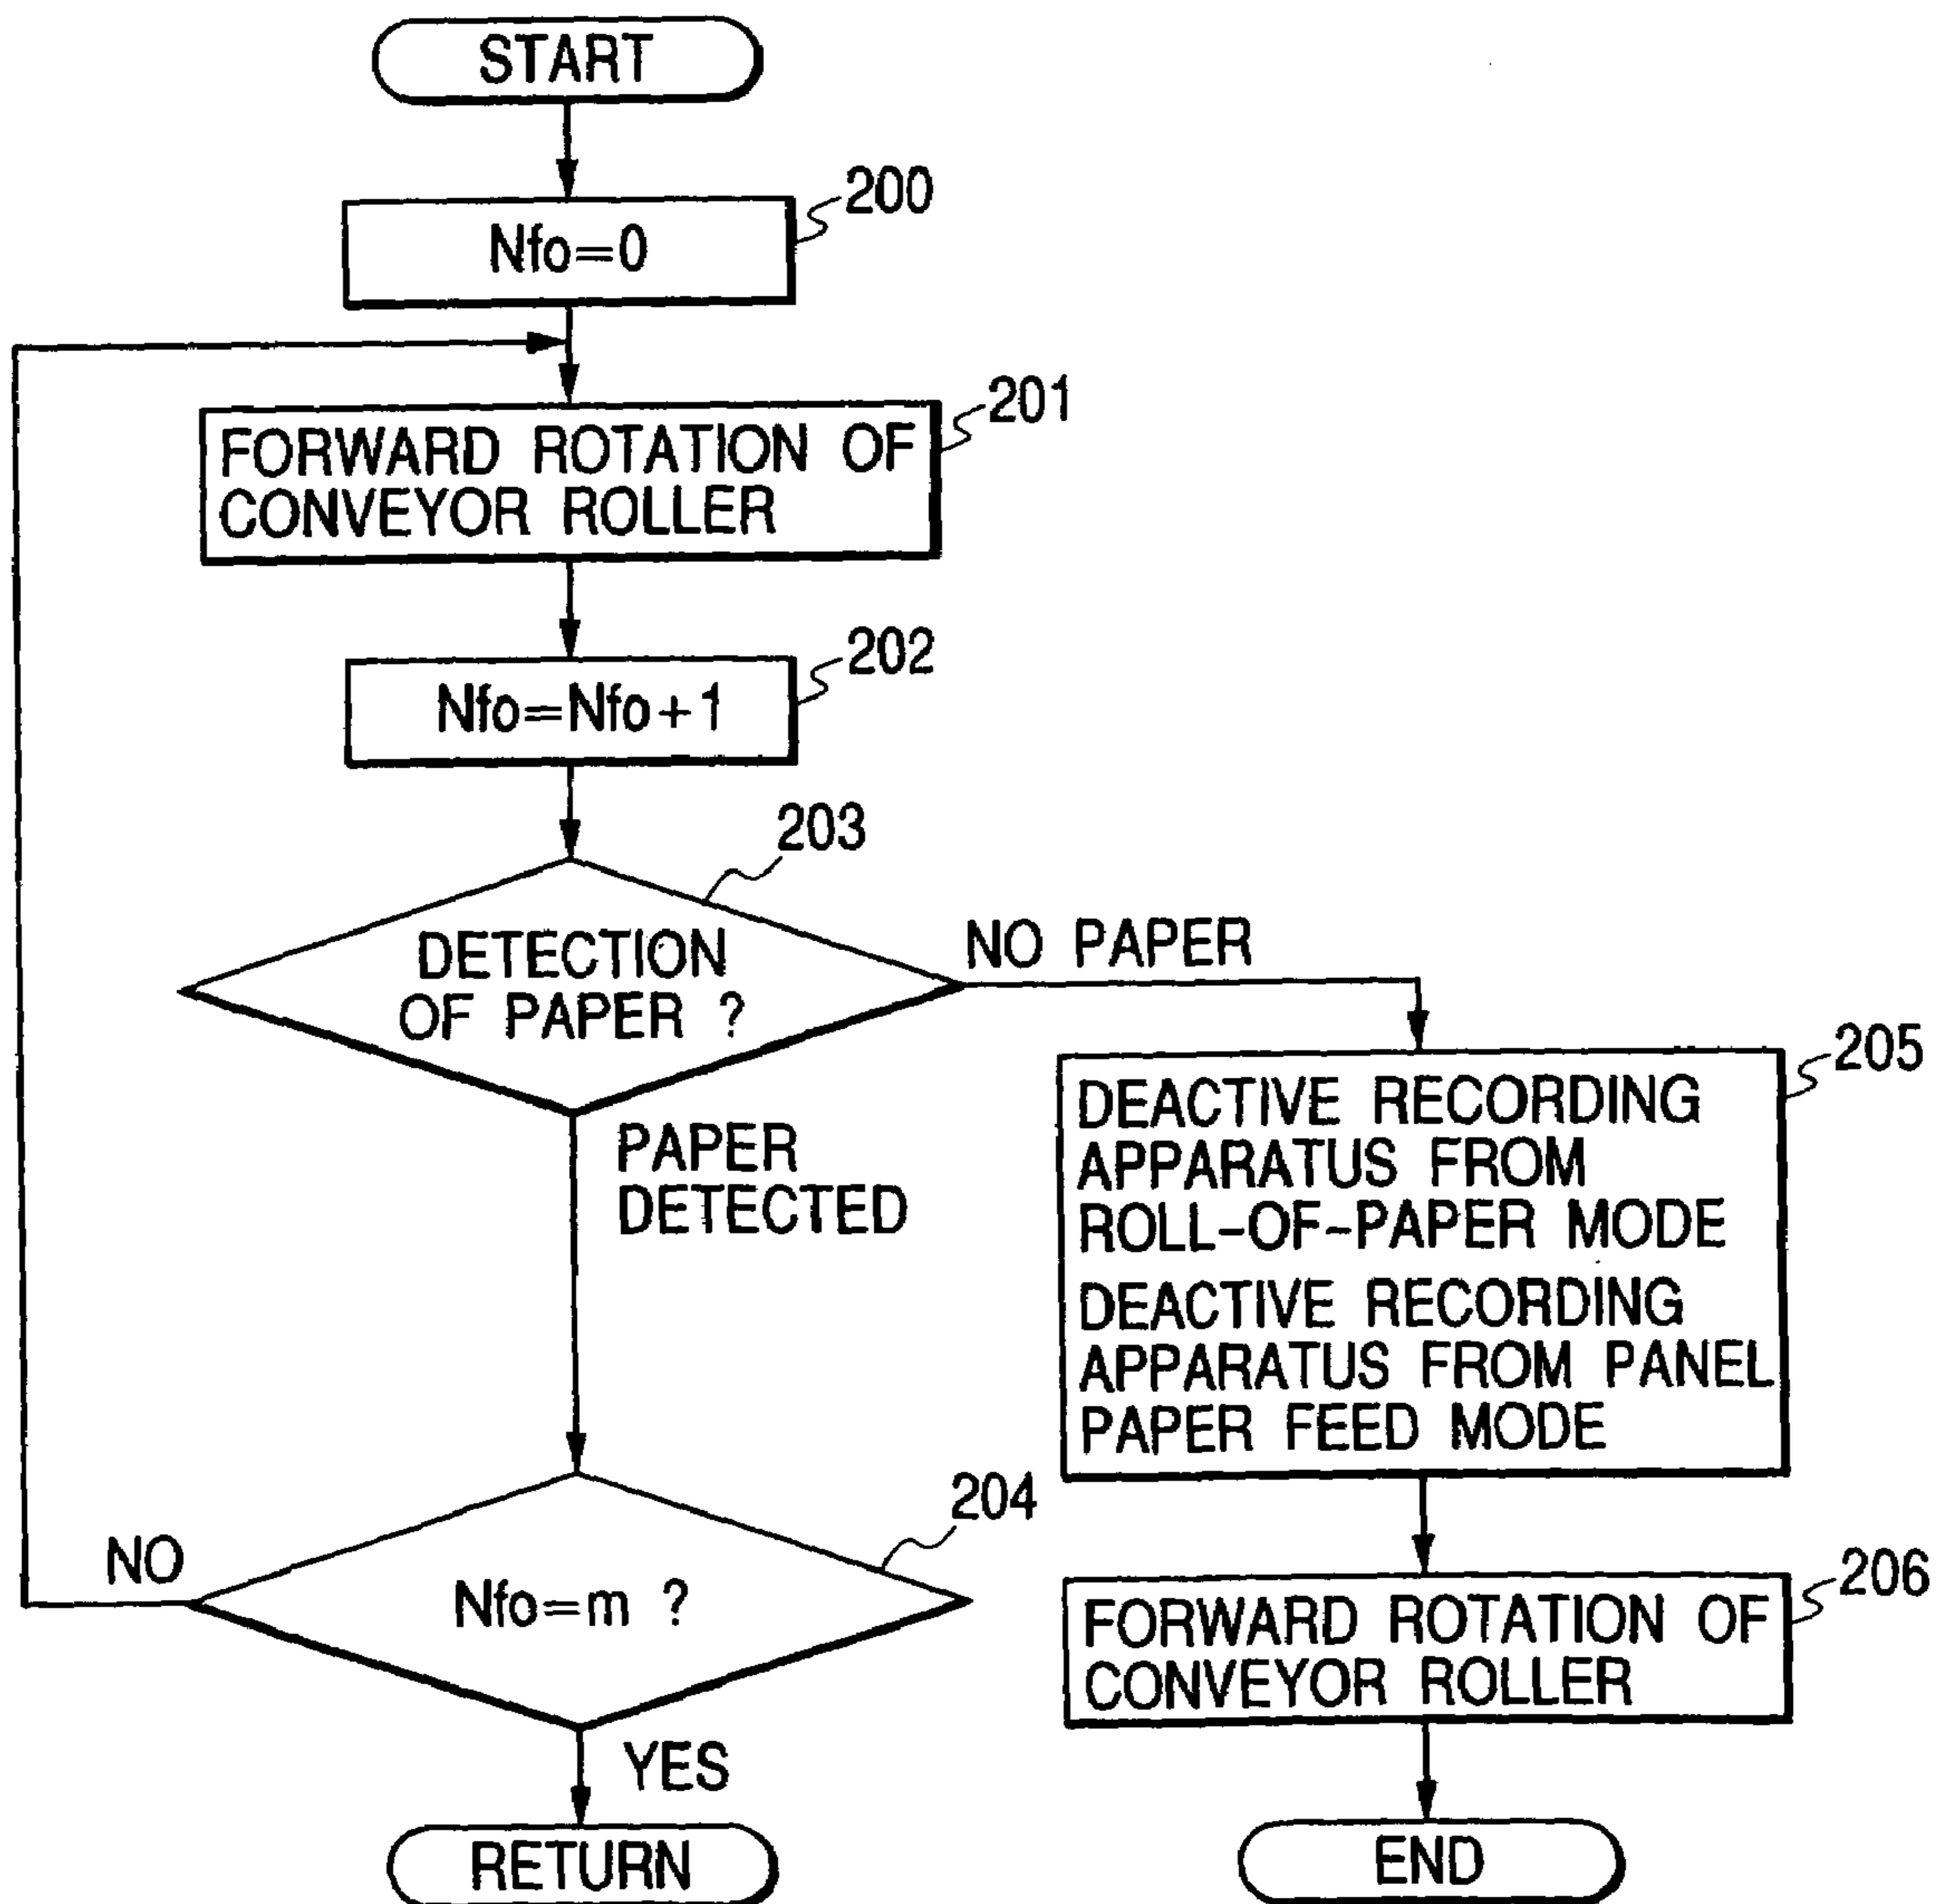 START
200
Nfo=0
201
FORWARD ROTATION OF
CONVEYOR ROLLER
202
Nfo=Nfo+1
203
DETECTION
OF PAPER ?
NO PAPER
PAPER
DETECTED
205
DEACTIVE RECORDING
APPARATUS FROM
ROLL-OF-PAPER MODE
DEACTIVE RECORDING
APPARATUS FROM PANEL
PAPER FEED MODE
204
NO
Nfo=m ?
YES
RETURN
206
FORWARD ROTATION OF
CONVEYOR ROLLER
END